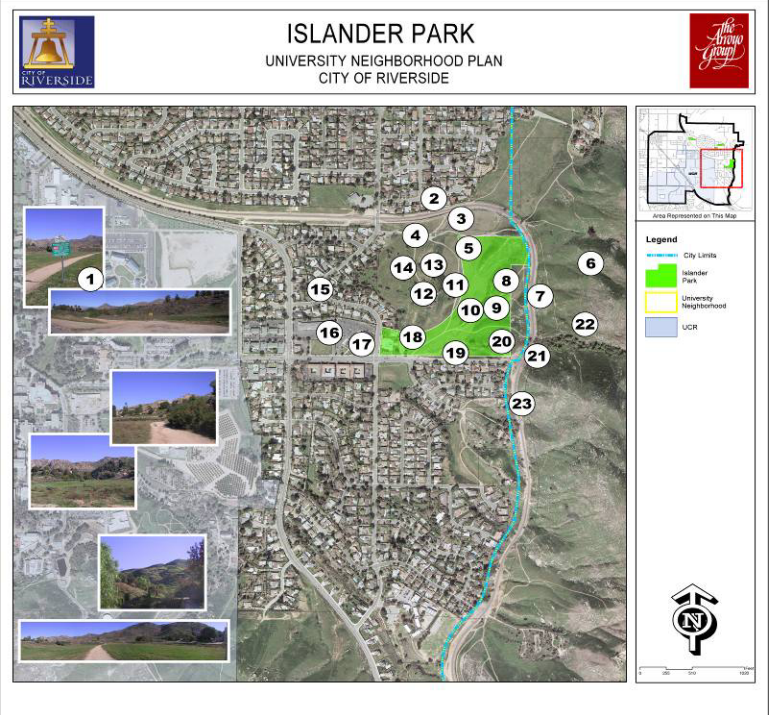 CITY OF
RIVERSIDE
ISLANDER PARK
UNIVERSITY NEIGHBORHOOD PLAN
CITY OF RIVERSIDE
the
Arroyo
Group
UCR
Area Represented on This Map
Legend
City Limits
Islander
Park
University
Neighborhood
UCR
N
1
2
3
4
5
6
7
8
9
10
11
12
13
14
15
16
17
18
19
20
21
22
23